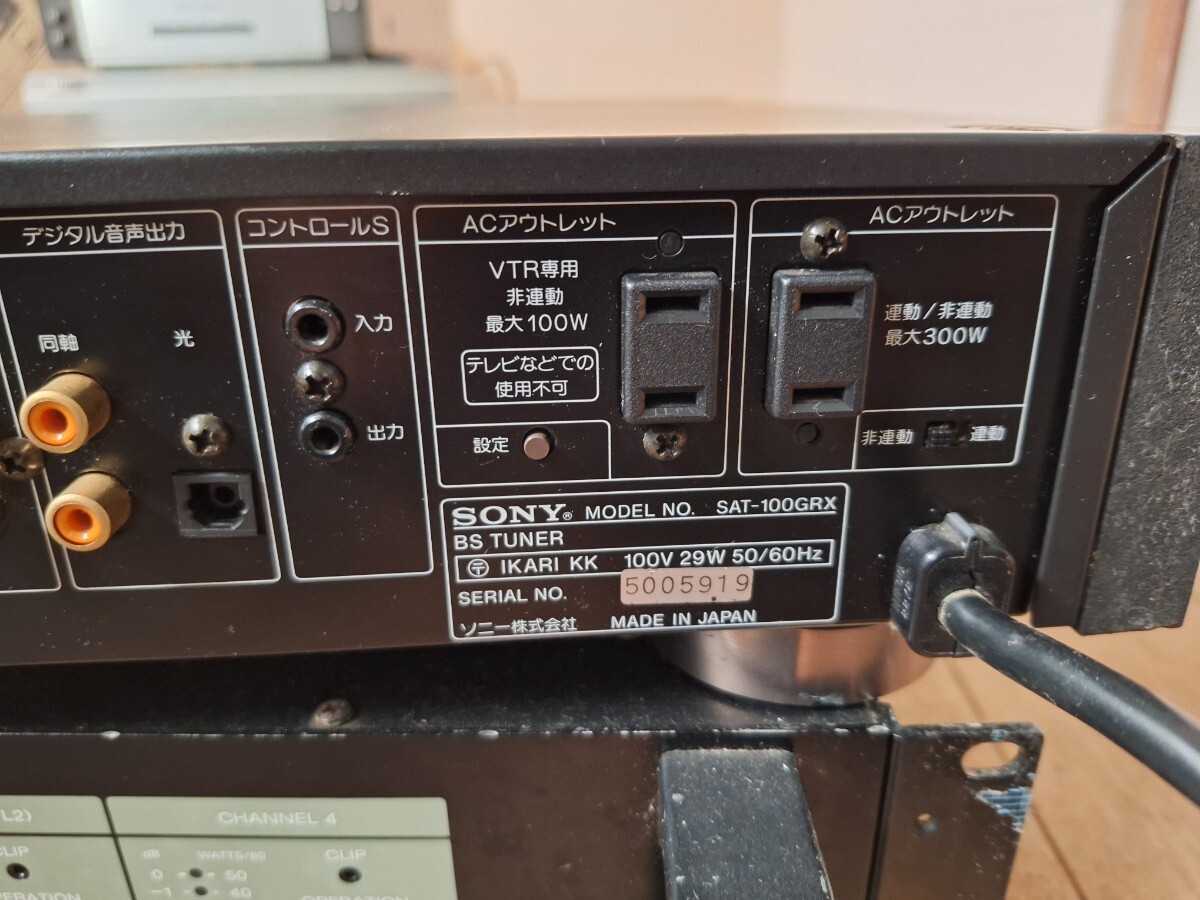 デジタル音声出力
同軸
光
コントロールS
入力
出力
ACアウトレット
VTR専用
非連動
最大100W
テレビなどでの
使用不可
設定
ACアウトレット
連動/非連動
最大300W
非連動 連動
SONY® MODEL NO. SAT-100GRX
BS TUNER
〒 IKARI KK 100V 29W 50/60Hz
SERIAL NO. 5005919
ソニー株式会社 MADE IN JAPAN
L2)
CLIP
OPERATION
CHANNEL 4
dB WATTS/8Ω CLIP
0 50
-1 40
OPERATION